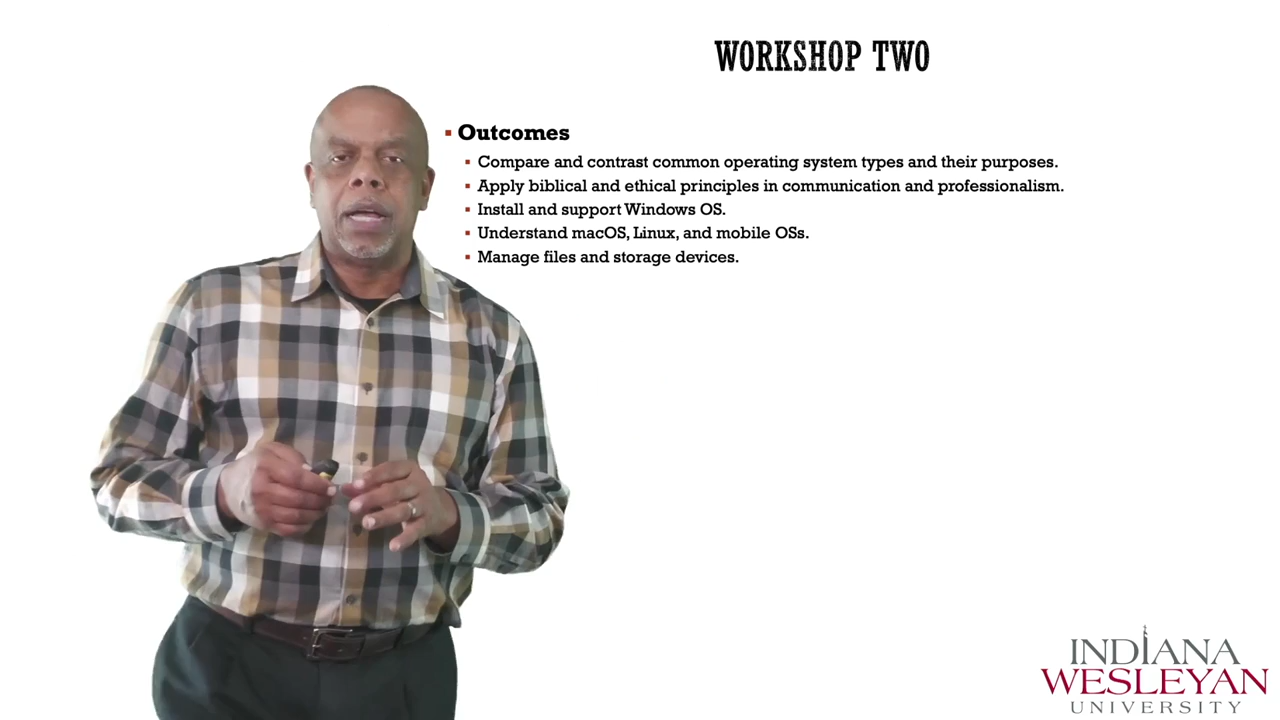 WORKSHOP TWO
Outcomes
Compare and contrast common operating system types and their purposes.
Apply biblical and ethical principles in communication and professionalism.
Install and support Windows OS.
Understand macOS, Linux, and mobile OSs.
Manage files and storage devices.
INDIANA
WESLEYAN
UNIVERSITY